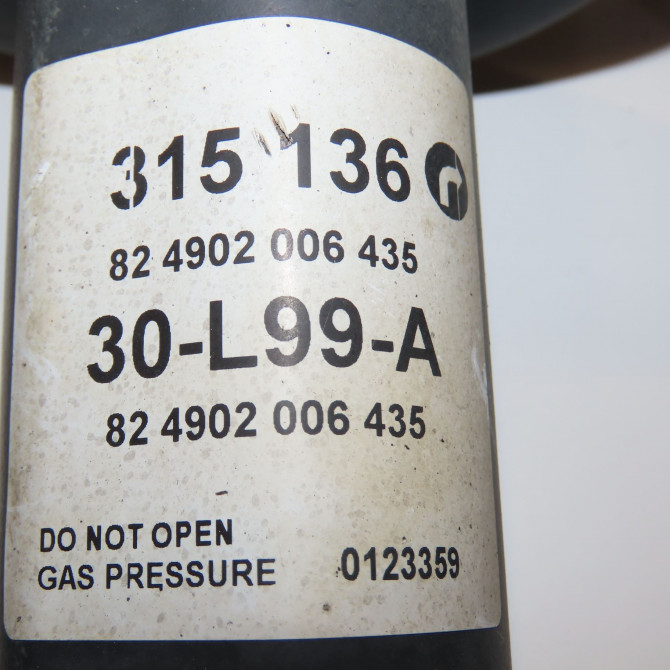 315 136
82 4902 006 435
30-L99-A
82 4902 006 435
DO NOT OPEN
GAS PRESSURE 0123359